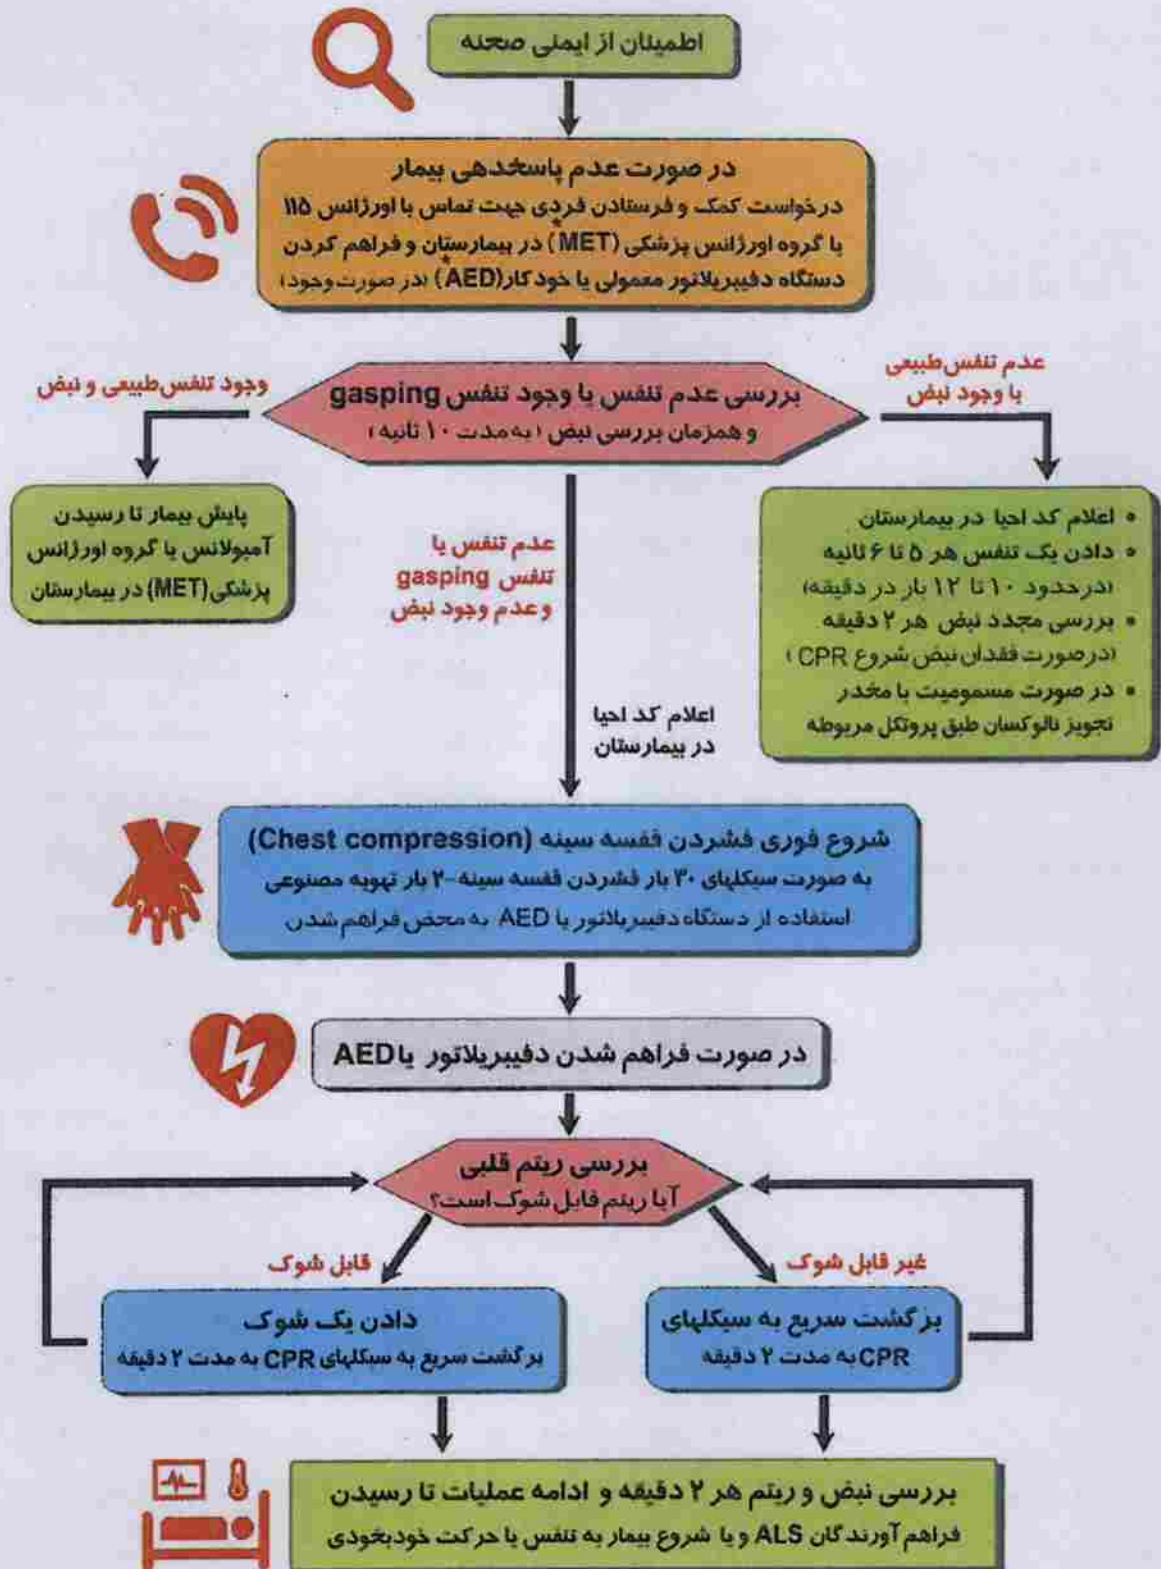 اطمینان از ایمنی صحنه
در صورت عدم پاسخدهی بیمار
درخواست کمک و فرستادن فردی جهت تماس با اورژانس ۱۱۵
یا گروه اورژانس پزشکی (MET*) در بیمارستان و فراهم کردن
دستگاه دفیبریلاتور معمولی یا خودکار(AED*) (در صورت وجود)
عدم تنفس طبیعی
با وجود نبض
وجود تنفس طبیعی و نبض
بررسی عدم تنفس یا وجود تنفس gasping
و همزمان بررسی نبض (به مدت ۱۰ ثانیه)
• اعلام کد احیا در بیمارستان
• دادن یک تنفس هر ۵ تا ۶ ثانیه
(درحدود ۱۰ تا ۱۲ بار در دقیقه)
• بررسی مجدد نبض هر ۲ دقیقه
(درصورت فقدان نبض شروع CPR)
• در صورت مسمومیت با مخدر
تجویز نالوکسان طبق پروتکل مربوطه
پایش بیمار تا رسیدن
آمبولانس یا گروه اورژانس
پزشکی(MET) در بیمارستان
عدم تنفس یا
تنفس gasping
و عدم وجود نبض
اعلام کد احیا
در بیمارستان
شروع فوری فشردن قفسه سینه (Chest compression)
به صورت سیکلهای ۳۰ بار فشردن قفسه سینه-۲ بار تهویه مصنوعی
استفاده از دستگاه دفیبریلاتور یا AED به محض فراهم شدن
در صورت فراهم شدن دفیبریلاتور یا AED
بررسی ریتم قلبی
آیا ریتم قابل شوک است؟
غیر قابل شوک
قابل شوک
برگشت سریع به سیکلهای
CPR به مدت ۲ دقیقه
دادن یک شوک
برگشت سریع به سیکلهای CPR به مدت ۲ دقیقه
بررسی نبض و ریتم هر ۲ دقیقه و ادامه عملیات تا رسیدن
فراهم آورندگان ALS و یا شروع بیمار به تنفس یا حرکت خودبخودی